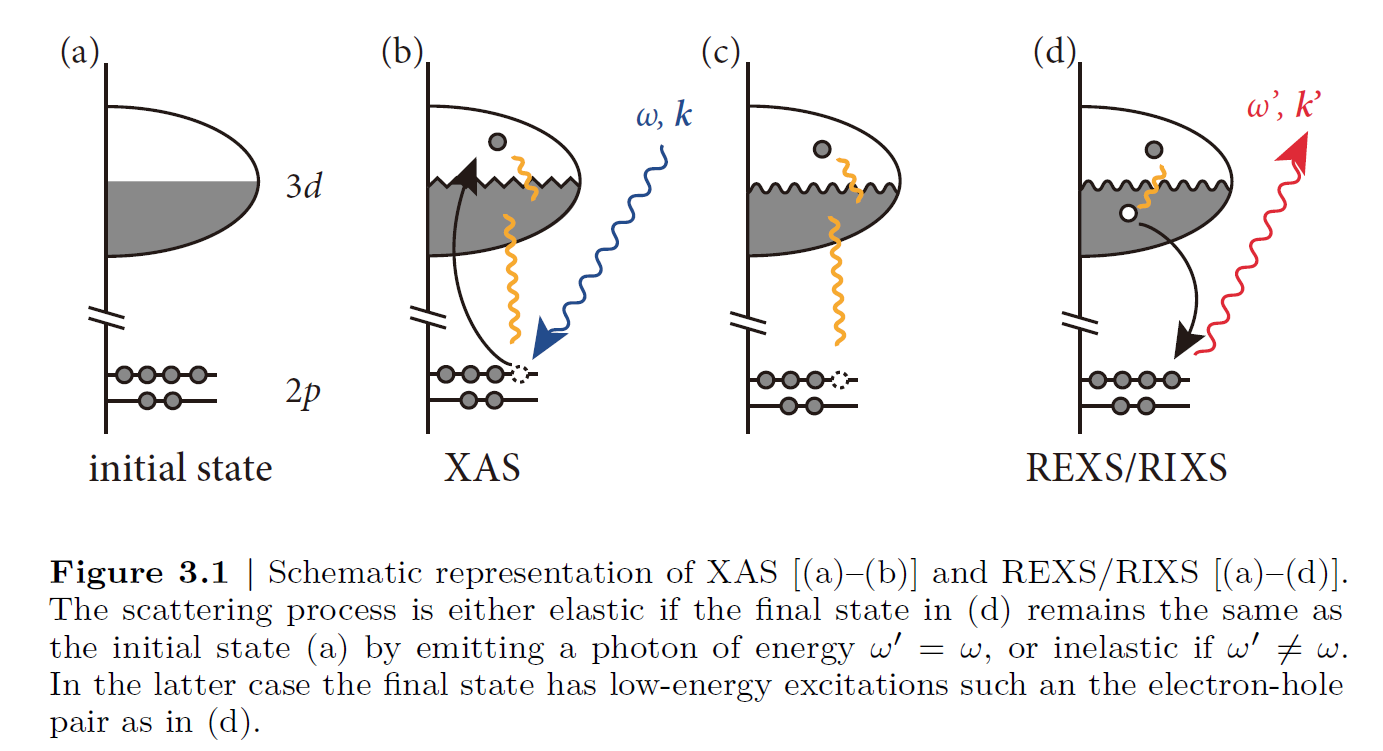 (a)
(b)
(c)
(d)
ω, k
ω’, k’
3d
2p
initial state
XAS
REXS/RIXS
Figure 3.1 | Schematic representation of XAS [(a)–(b)] and REXS/RIXS [(a)–(d)].
The scattering process is either elastic if the final state in (d) remains the same as
the initial state (a) by emitting a photon of energy ω′ = ω, or inelastic if ω′ ≠ ω.
In the latter case the final state has low-energy excitations such an the electron-hole
pair as in (d).